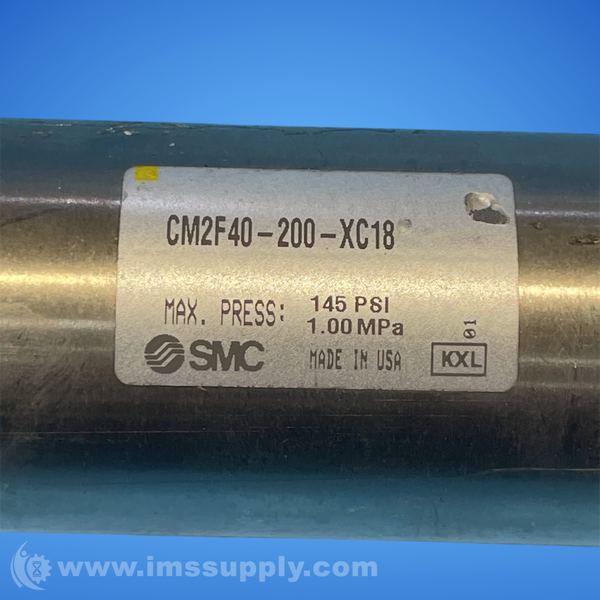 CM2F40-200-XC18
MAX. PRESS: 145 PSI
1.00 MPa
SMC MADE IN USA
KXL
01
www.imssupply.com